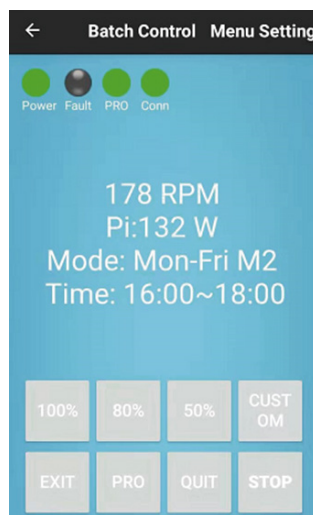 Batch Control Menu Setting
Power Fault PRO Conn
178 RPM
Pi:132 W
Mode: Mon-Fri M2
Time: 16:00~18:00
100% 80% 50% CUST
OM
EXIT PRO QUIT STOP